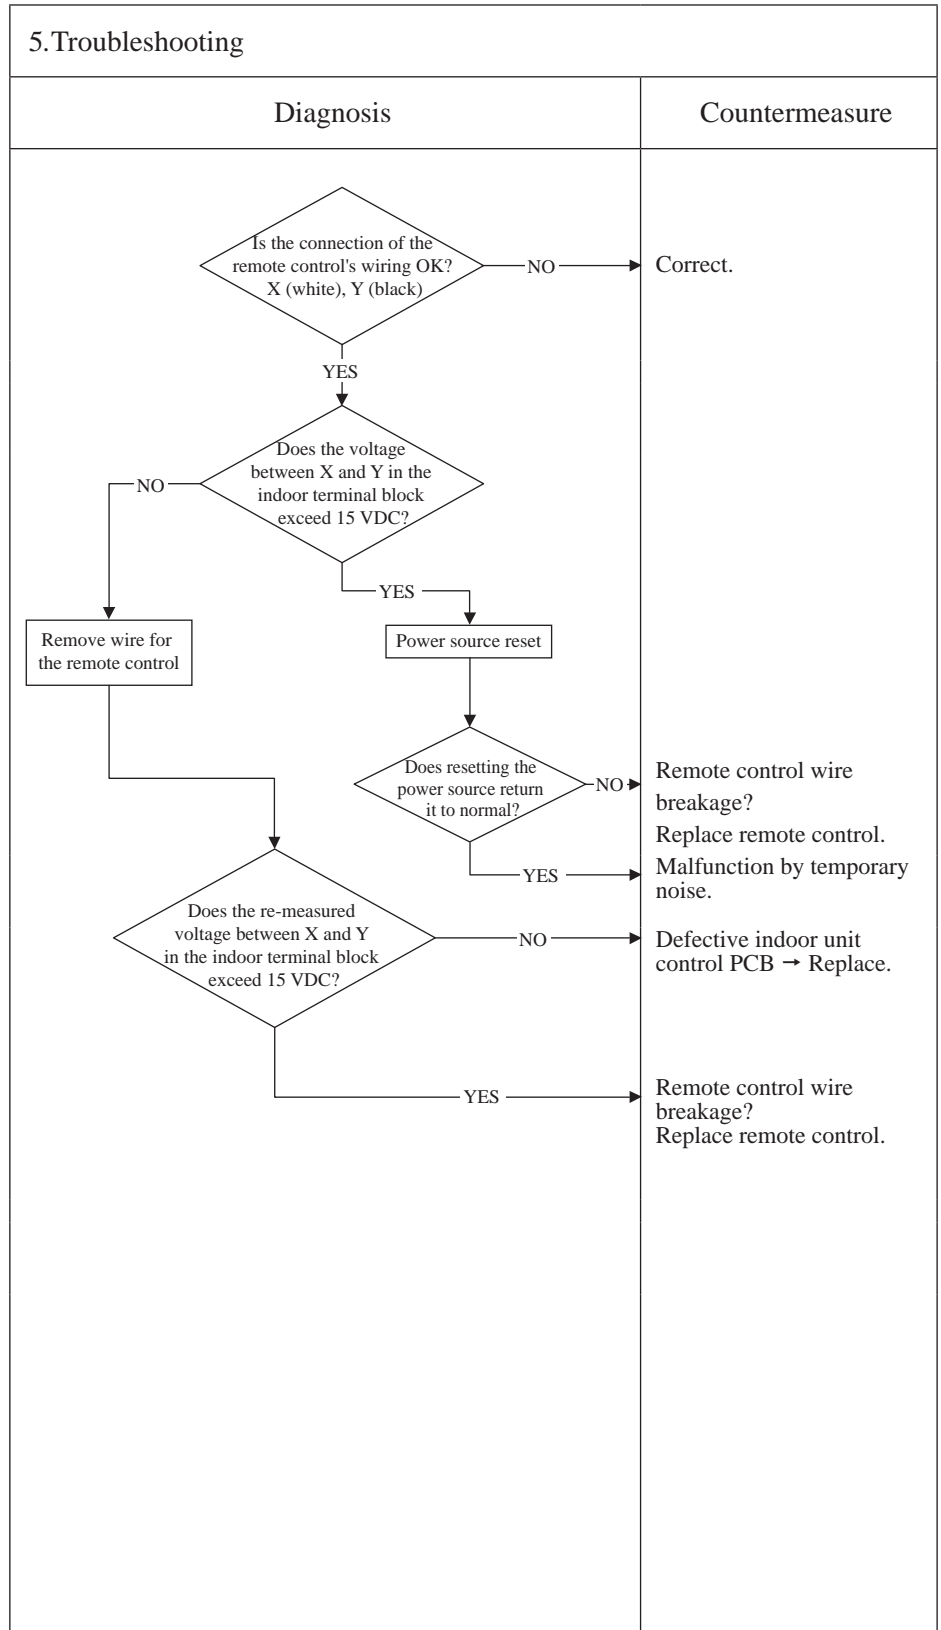 5.Troubleshooting
Diagnosis
Countermeasure
Is the connection of the
remote control's wiring OK?
X (white), Y (black)
NO
Correct.
YES
Does the voltage
between X and Y in the
indoor terminal block
exceed 15 VDC?
NO
YES
Remove wire for
the remote control
Power source reset
Does resetting the
power source return
it to normal?
NO
Remote control wire
breakage?
Replace remote control.
YES
Malfunction by temporary
noise.
Does the re-measured
voltage between X and Y
in the indoor terminal block
exceed 15 VDC?
NO
Defective indoor unit
control PCB → Replace.
YES
Remote control wire
breakage?
Replace remote control.